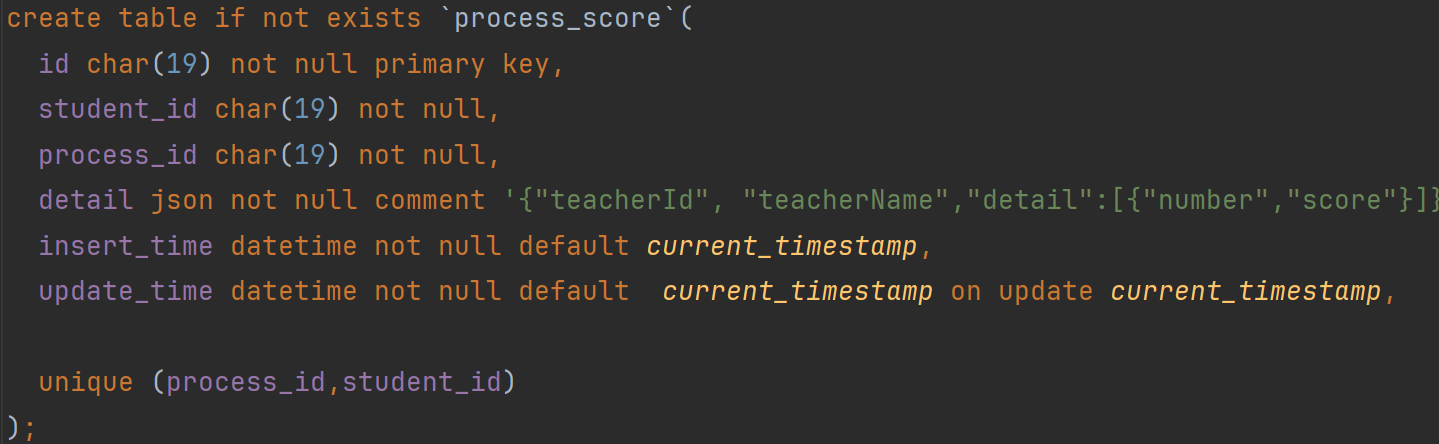 create table if not exists `process_score`(
id char(19) not null primary key,
student_id char(19) not null,
process_id char(19) not null,
detail json not null comment '{"teacherId", "teacherName","detail":[{"number","score"}]}
insert_time datetime not null default current_timestamp,
update_time datetime not null default  current_timestamp on update current_timestamp,
unique (process_id,student_id)
);